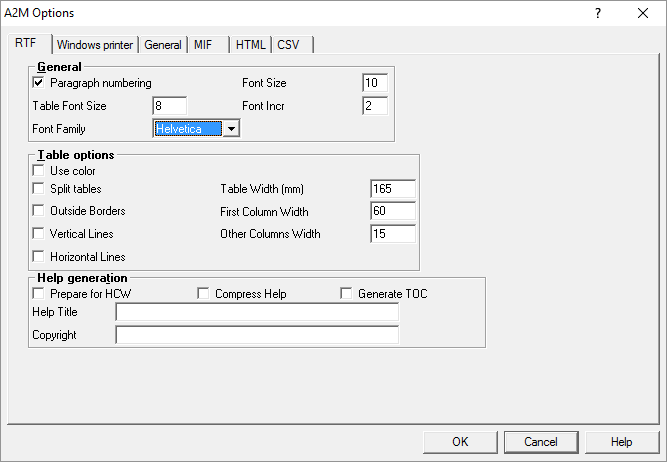 A2M Options
RTF Windows printer General MIF HTML CSV
General
Paragraph numbering Font Size 10
Table Font Size 8 Font Incr 2
Font Family Helvetica
Table options
Use color
Split tables Table Width (mm) 165
Outside Borders First Column Width 60
Vertical Lines Other Columns Width 15
Horizontal Lines
Help generation
Prepare for HCW Compress Help Generate TOC
Help Title
Copyright
OK Cancel Help